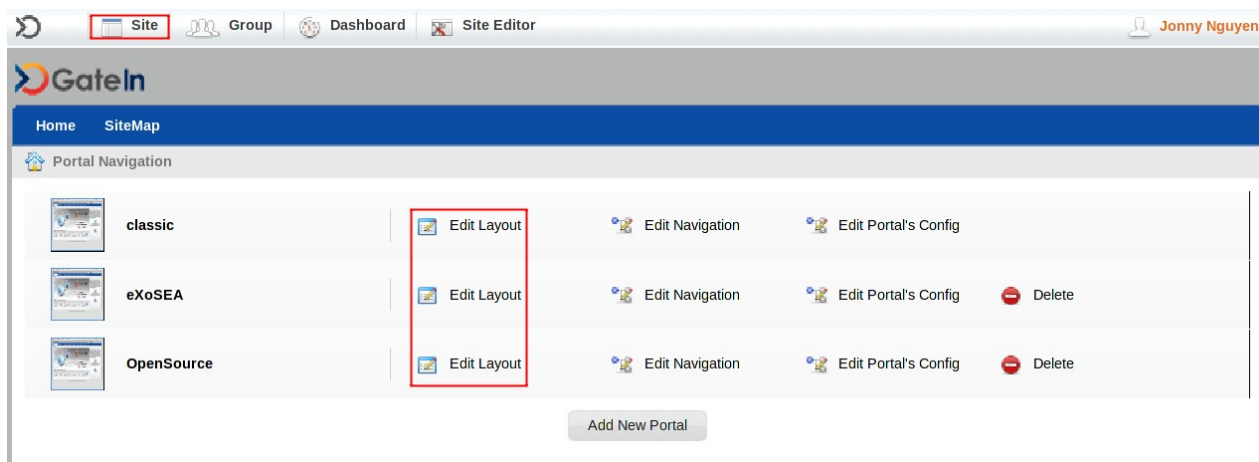 Site Group Dashboard Site Editor Jonny Nguyen
GateIn
Home SiteMap
Portal Navigation
classic Edit Layout Edit Navigation Edit Portal's Config
eXoSEA Edit Layout Edit Navigation Edit Portal's Config Delete
OpenSource Edit Layout Edit Navigation Edit Portal's Config Delete
Add New Portal